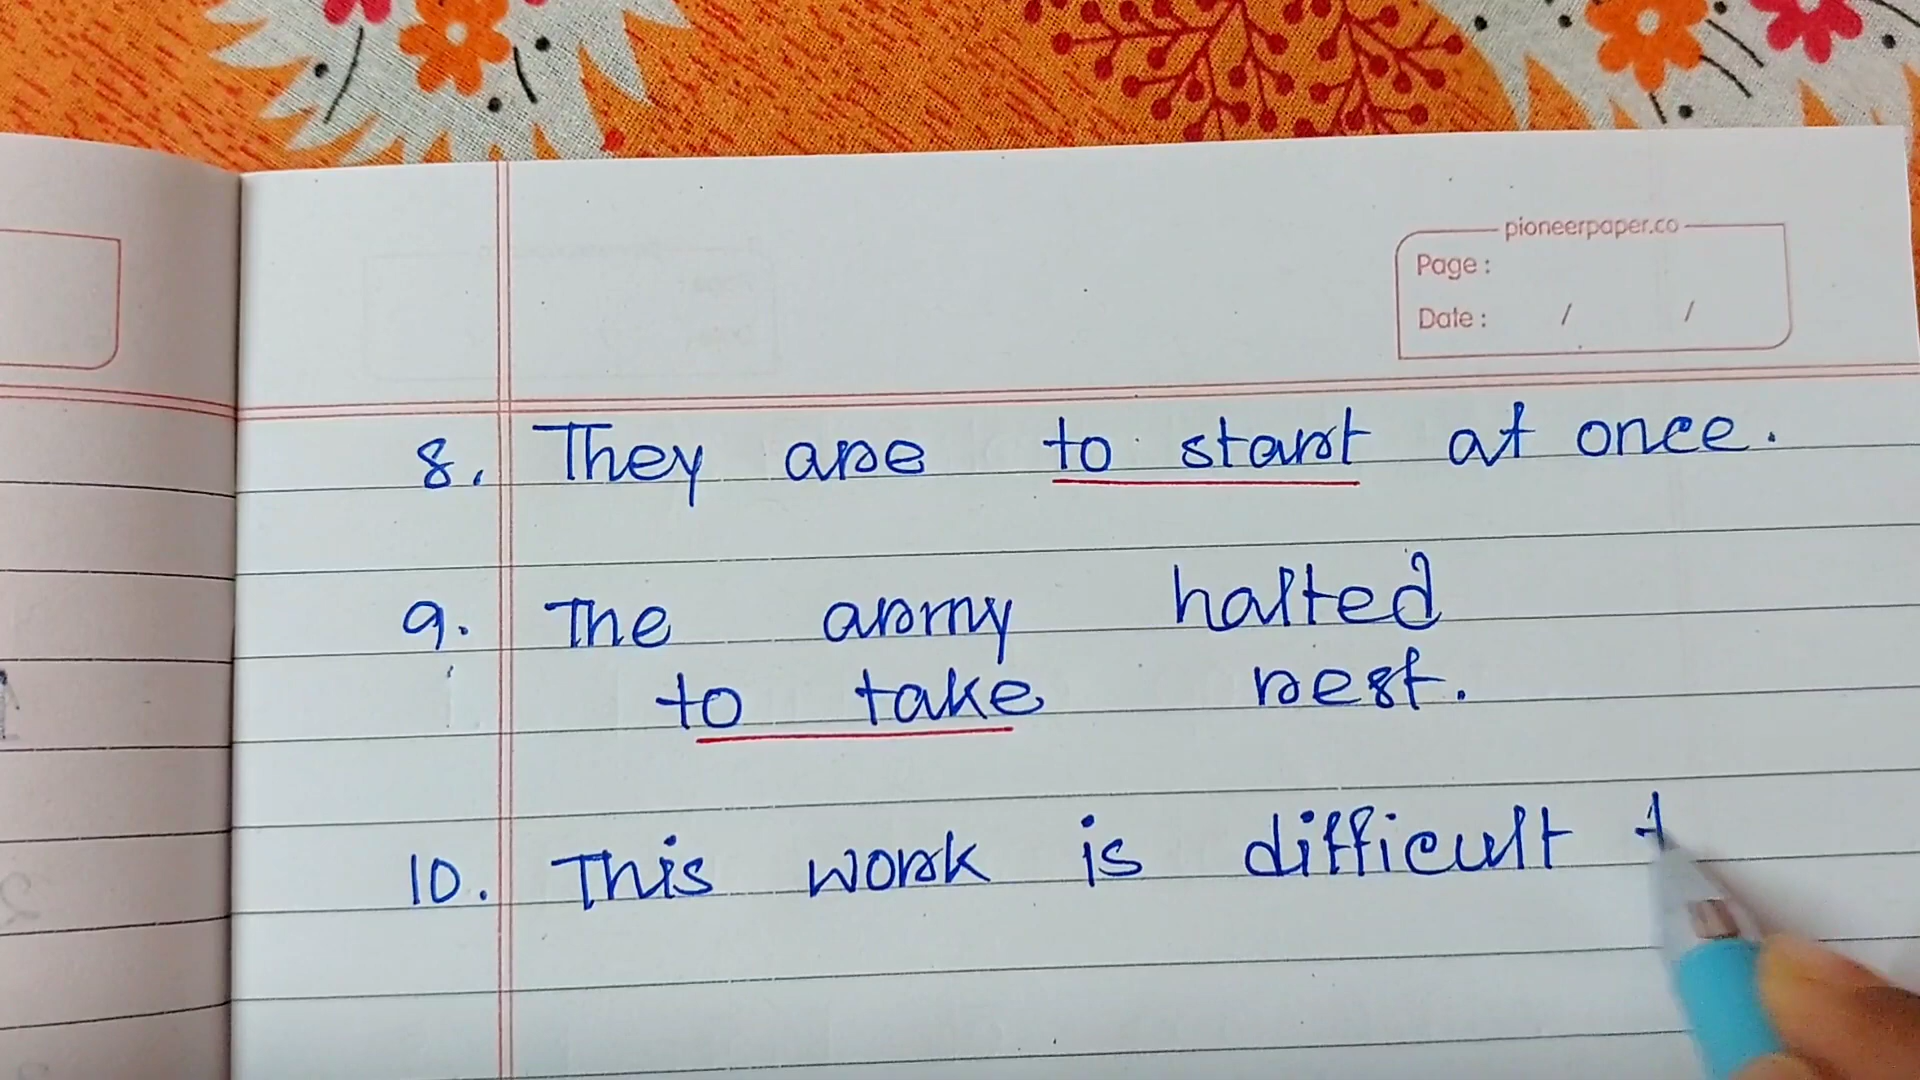 pioneerpaper.co
Page :
Date : / /
8. They are to start at once.
9. The army halted
to take rest.
10. This work is difficult t